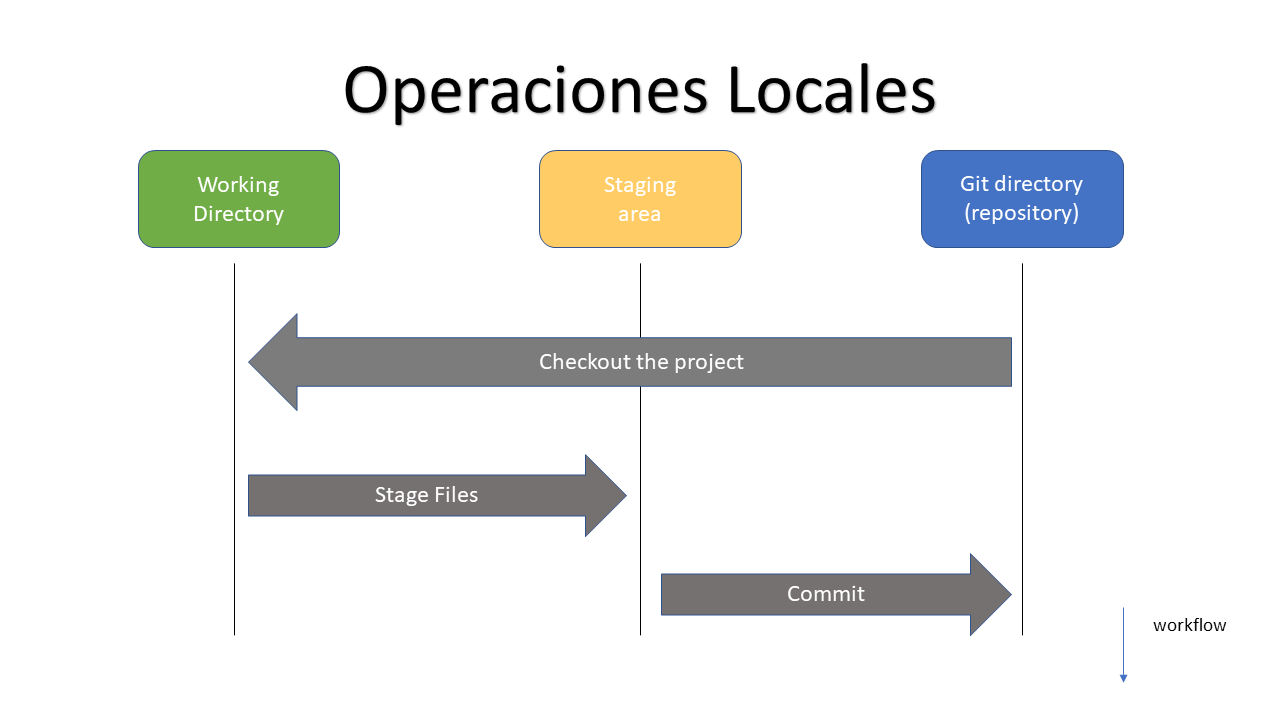 Operaciones Locales
Working
Directory
Staging
area
Git directory
(repository)
Checkout the project
Stage Files
Commit
workflow